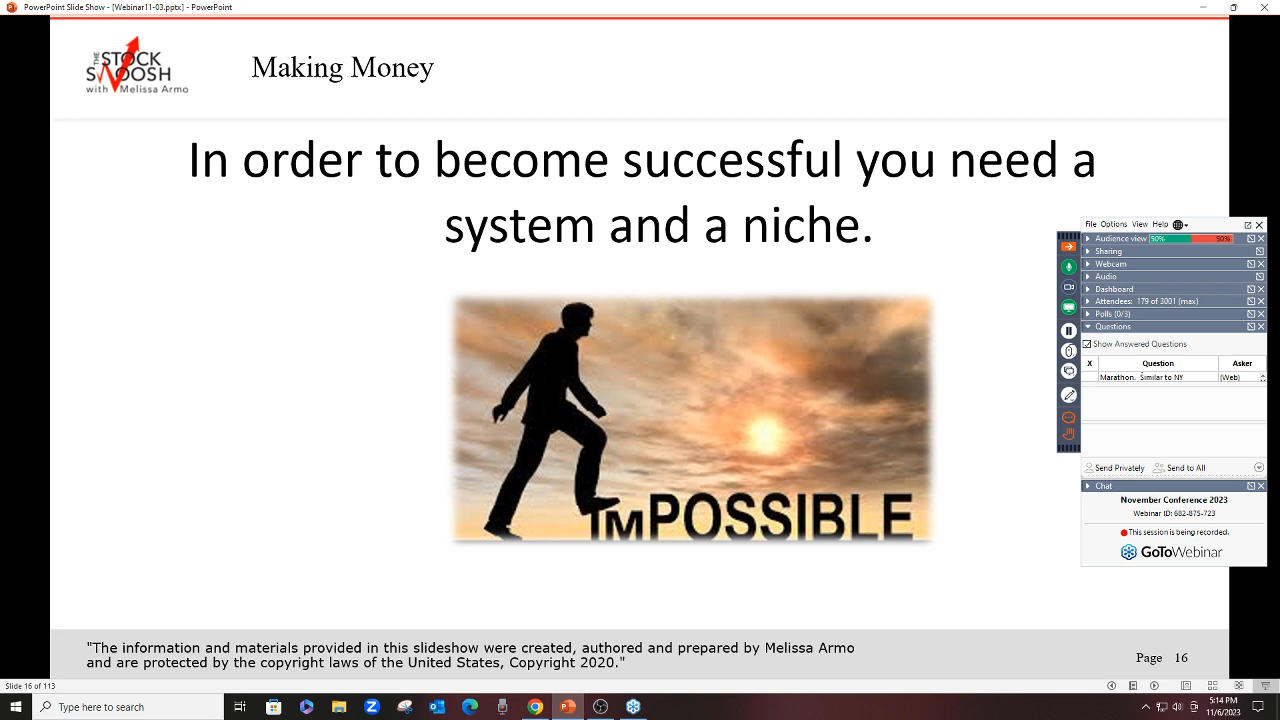 PowerPoint Slide Show - [Webinar11-03.pptx] - PowerPoint
THE
STOCK
SWOOSH
with Melissa Armo
Making Money
In order to become successful you need a
system and a niche.
IMPOSSIBLE
File Options View Help
Audience view 50% 50%
Sharing
Webcam
Audio
Dashboard
Attendees: 179 of 3001 (max)
Polls (0/3)
Questions
Show Answered Questions
X Question Asker
Marathon. Similar to NY (Web)
Send Privately Send to All
Chat
November Conference 2023
Webinar ID: 682-875-723
This session is being recorded.
GoToWebinar
"The information and materials provided in this slideshow were created, authored and prepared by Melissa Armo
and are protected by the copyright laws of the United States, Copyright 2020."
Page 16
Slide 16 of 113
Type here to search
5:14 PM
11/6/2023